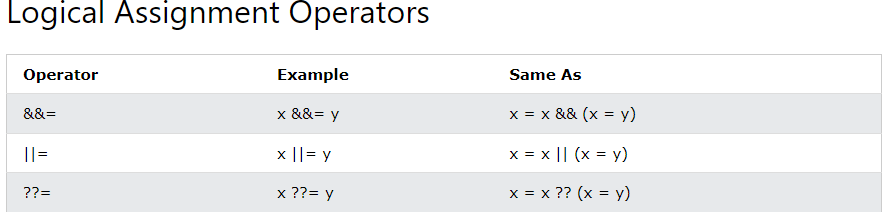 Logical Assignment Operators
Operator Example Same As
&&= x &&= y x = x && (x = y)
||= x ||= y x = x || (x = y)
??= x ??= y x = x ?? (x = y)